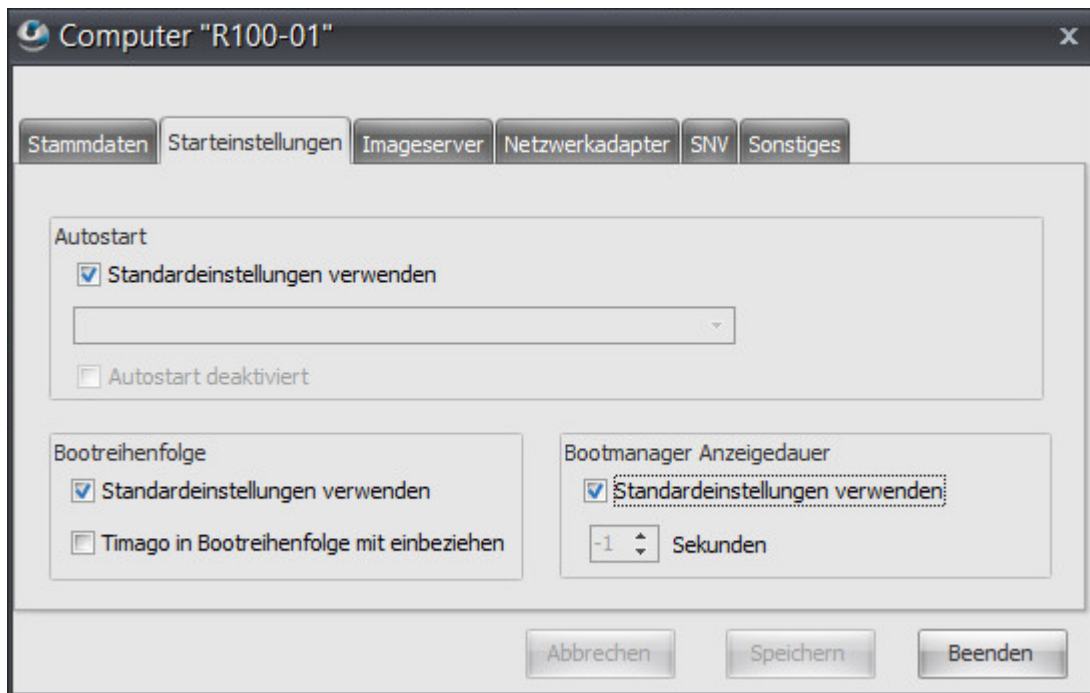 Computer "R100-01"
x
Stammdaten Starteinstellungen Imageserver Netzwerkadapter SNV Sonstiges
Autostart
Standardeinstellungen verwenden
Autostart deaktiviert
Bootreihenfolge
Standardeinstellungen verwenden
Timago in Bootreihenfolge mit einbeziehen
Bootmanager Anzeigedauer
Standardeinstellungen verwenden
-1 Sekunden
Abbrechen Speichern Beenden